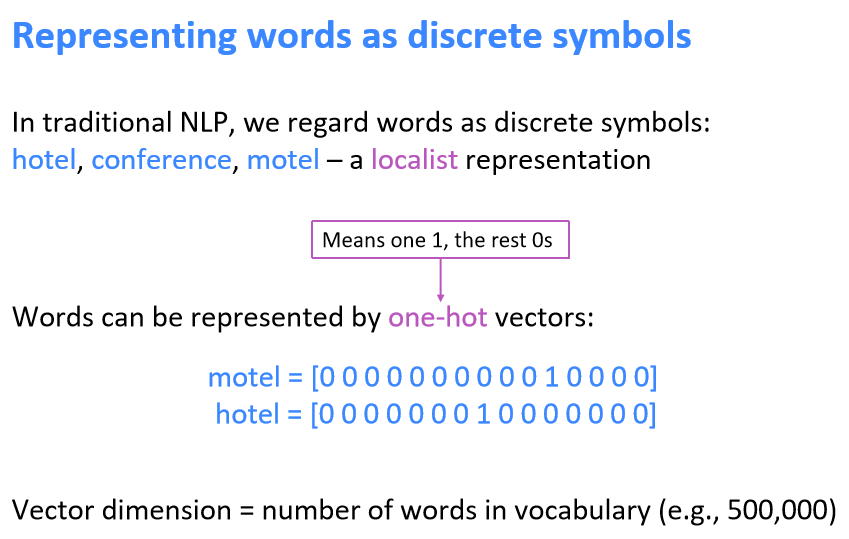 Representing words as discrete symbols
In traditional NLP, we regard words as discrete symbols:
hotel, conference, motel – a localist representation
Means one 1, the rest 0s
Words can be represented by one-hot vectors:
motel = [0 0 0 0 0 0 0 0 0 0 1 0 0 0 0]
hotel = [0 0 0 0 0 0 0 1 0 0 0 0 0 0 0]
Vector dimension = number of words in vocabulary (e.g., 500,000)